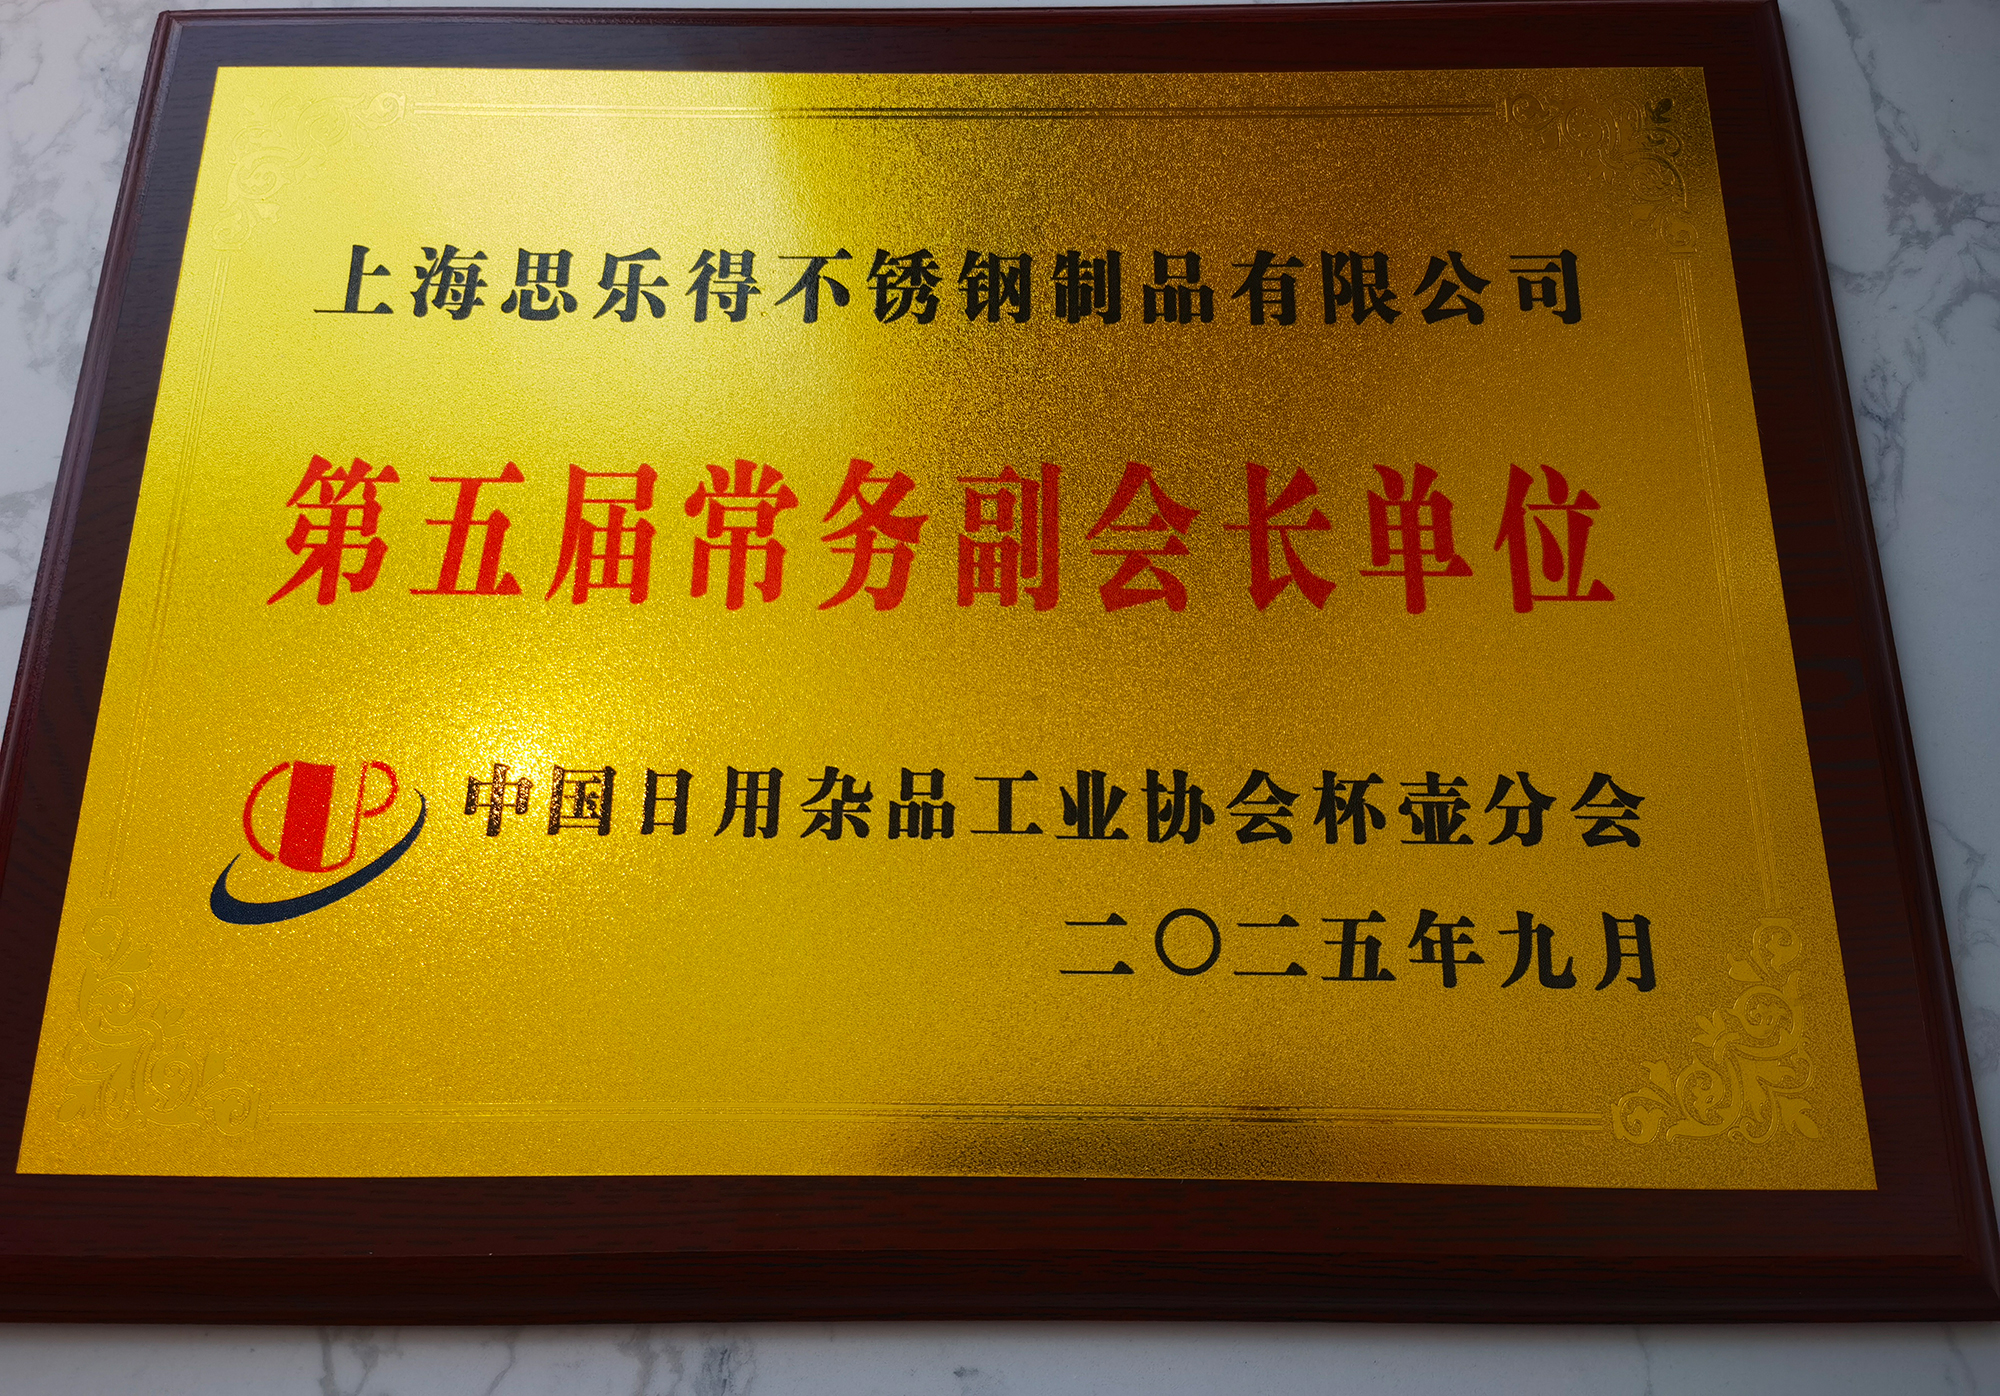 上海思乐得不锈钢制品有限公司
第五届常务副会长单位
中国日用杂品工业协会杯壶分会
二〇二五年九月